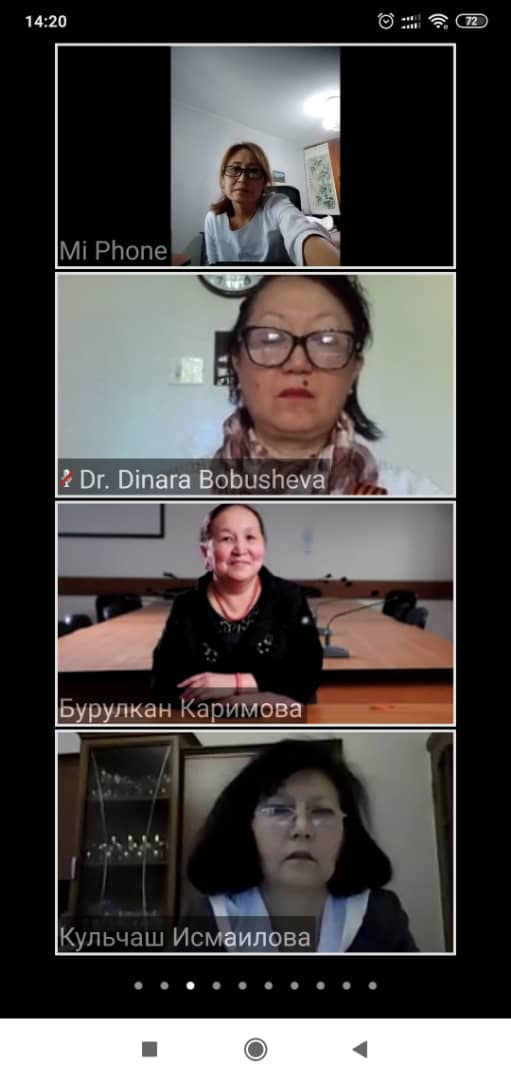 14:20
72
Mi Phone
Dr. Dinara Bobusheva
Бурулкан Каримова
Кульчаш Исмаилова